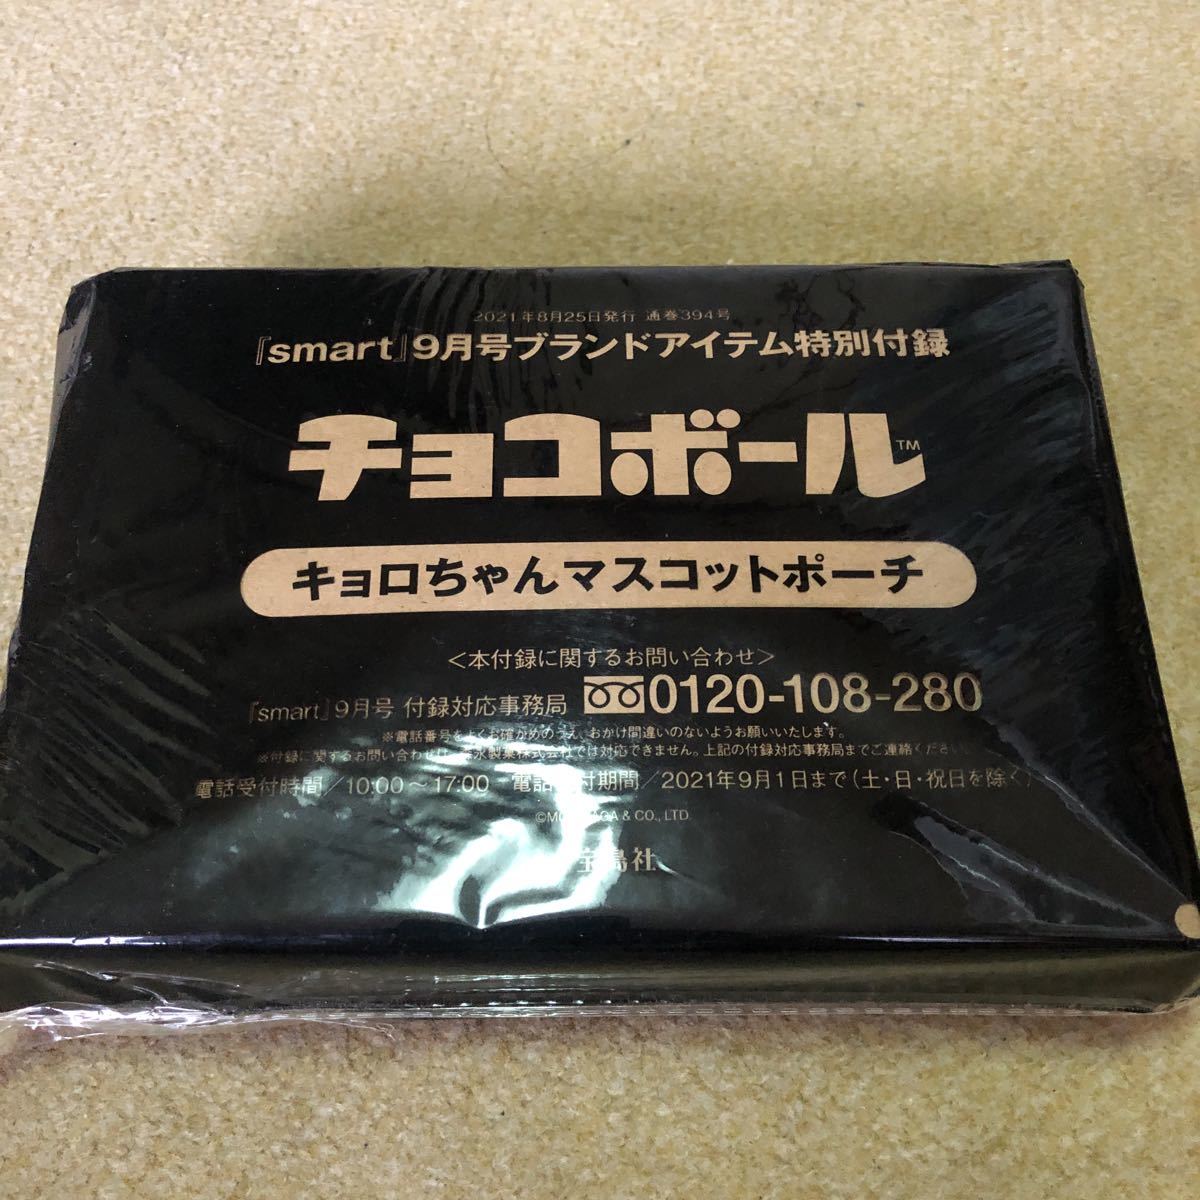 2021年8月25日発行 通巻394号
『smart』9月号ブランドアイテム特別付録
チョコボール™
キョロちゃんマスコットポーチ
＜本付録に関するお問い合わせ＞
『smart』9月号 付録対応事務局 0120-108-280
※電話番号をよくお確かめのうえ、おかけ間違いのないようお願いいたします。
※付録に関するお問い合わせは、森永製菓株式会社では対応できません。上記の付録対応事務局までご連絡ください。
電話受付時間／10:00～17:00 電話受付期間／2021年9月1日まで（土・日・祝日を除く）
©MORINAGA & CO., LTD.
宝島社